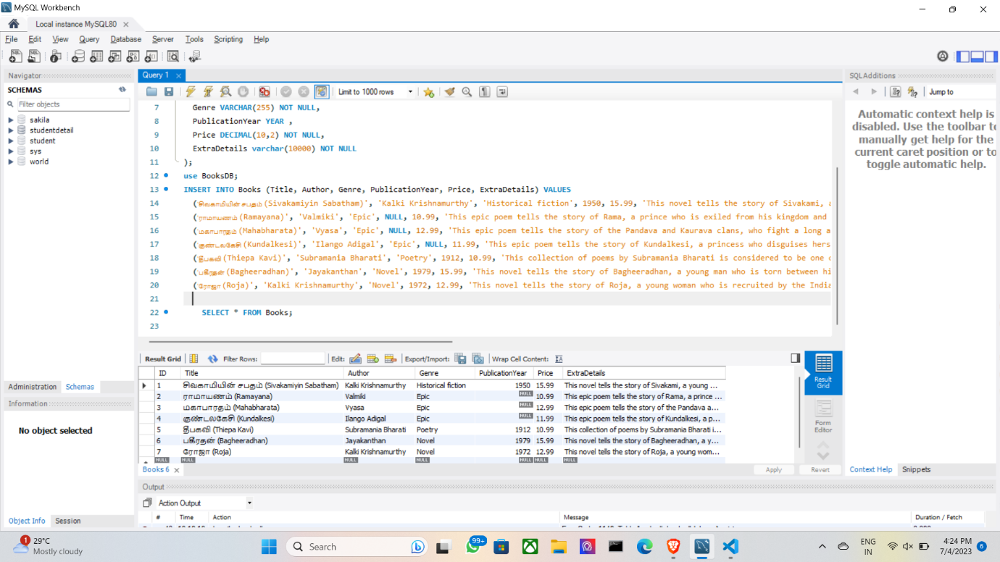 MySQL Workbench
Local instance MySQL80
File Edit View Query Database Server Tools Scripting Help
Navigator
SCHEMAS
Filter objects
sakila
studentdetail
student
sys
world
Administration Schemas
Information
No object selected
Object Info Session
Query 1
Limit to 1000 rows
7 Genre VARCHAR(255) NOT NULL,
8 PublicationYear YEAR ,
9 Price DECIMAL(10,2) NOT NULL,
10 ExtraDetails varchar(10000) NOT NULL
11 );
12 use BooksDB;
13 INSERT INTO Books (Title, Author, Genre, PublicationYear, Price, ExtraDetails) VALUES
14 ('சிவகாமியின் சபதம் (Sivakamiyin Sabatham)', 'Kalki Krishnamurthy', 'Historical fiction', 1950, 15.99, 'This novel tells the story of Sivakami, a
15 ('ராமாயணம் (Ramayana)', 'Valmiki', 'Epic', NULL, 10.99, 'This epic poem tells the story of Rama, a prince who is exiled from his kingdom and
16 ('மகாபாரதம் (Mahabharata)', 'Vyasa', 'Epic', NULL, 12.99, 'This epic poem tells the story of the Pandava and Kaurava clans, who fight a long a
17 ('குண்டலகேசி (Kundalkesi)', 'Ilango Adigal', 'Epic', NULL, 11.99, 'This epic poem tells the story of Kundalkesi, a princess who disguises hers
18 ('தீபகவி (Thiepa Kavi)', 'Subramania Bharati', 'Poetry', 1912, 10.99, 'This collection of poems by Subramania Bharati is considered to be one o
19 ('பகீரதன் (Bagheeradhan)', 'Jayakanthan', 'Novel', 1979, 15.99, 'This novel tells the story of Bagheeradhan, a young man who is torn between hi
20 ('ரோஜா (Roja)', 'Kalki Krishnamurthy', 'Novel', 1972, 12.99, 'This novel tells the story of Roja, a young woman who is recruited by the India
21
22 SELECT * FROM Books;
23
Result Grid Filter Rows: Edit: Export/Import: Wrap Cell Content:
ID Title Author Genre PublicationYear Price ExtraDetails
1 சிவகாமியின் சபதம் (Sivakamiyin Sabatham) Kalki Krishnamurthy Historical fiction 1950 15.99 This novel tells the story of Sivakami, a young ...
2 ராமாயணம் (Ramayana) Valmiki Epic NULL 10.99 This epic poem tells the story of Rama, a prince ...
3 மகாபாரதம் (Mahabharata) Vyasa Epic NULL 12.99 This epic poem tells the story of the Pandava a...
4 குண்டலகேசி (Kundalkesi) Ilango Adigal Epic NULL 11.99 This epic poem tells the story of Kundalkesi, a p...
5 தீபகவி (Thiepa Kavi) Subramania Bharati Poetry 1912 10.99 This collection of poems by Subramania Bharati i...
6 பகீரதன் (Bagheeradhan) Jayakanthan Novel 1979 15.99 This novel tells the story of Bagheeradhan, a y...
7 ரோஜா (Roja) Kalki Krishnamurthy Novel 1972 12.99 This novel tells the story of Roja, a young wom...
NULL NULL NULL NULL NULL NULL NULL
Result Grid
Form Editor
Books 6 Apply Revert
Output
Action Output
# Time Action Message Duration / Fetch
SQLAdditions
Jump to
Automatic context help is
disabled. Use the toolbar to
manually get help for the
current caret position or to
toggle automatic help.
Context Help Snippets
1 29°C
Mostly cloudy
Search
99+
ENG
IN
4:24 PM
7/4/2023
6